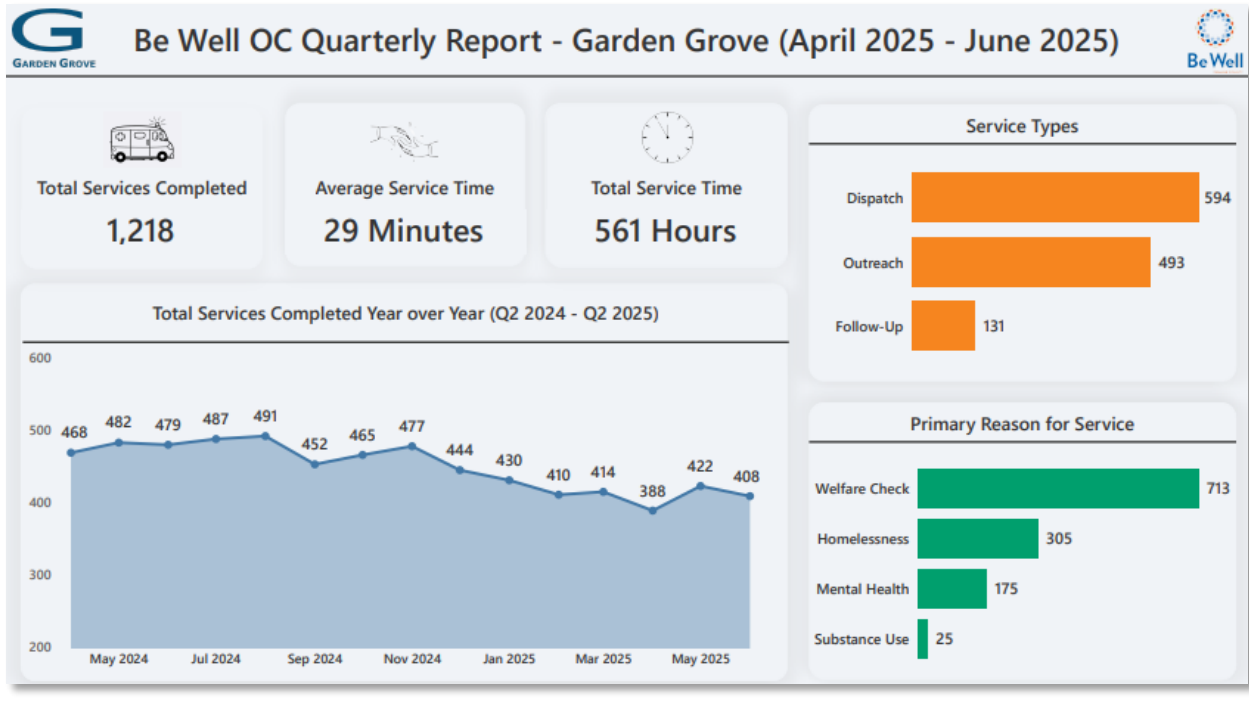 G
GARDEN GROVE
Be Well OC Quarterly Report - Garden Grove (April 2025 - June 2025)
Be Well
Total Services Completed
1,218
Average Service Time
29 Minutes
Total Service Time
561 Hours
Service Types
Dispatch 594
Outreach 493
Follow-Up 131
Total Services Completed Year over Year (Q2 2024 - Q2 2025)
600
500
400
300
200
468 482 479 487 491 452 465 477 444 430 410 414 388 422 408
May 2024 Jul 2024 Sep 2024 Nov 2024 Jan 2025 Mar 2025 May 2025
Primary Reason for Service
Welfare Check 713
Homelessness 305
Mental Health 175
Substance Use 25